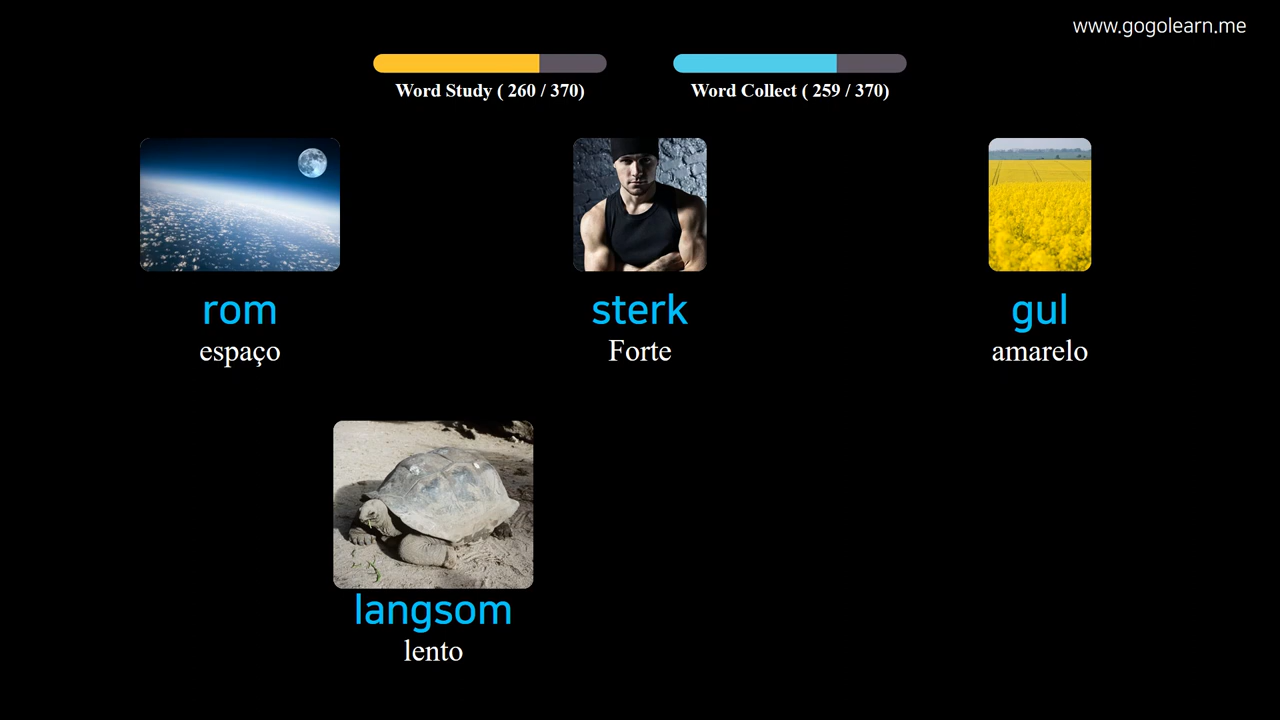 www.gogolearn.me
Word Study ( 260 / 370)
Word Collect ( 259 / 370)
rom
espaço
sterk
Forte
gul
amarelo
langsom
lento